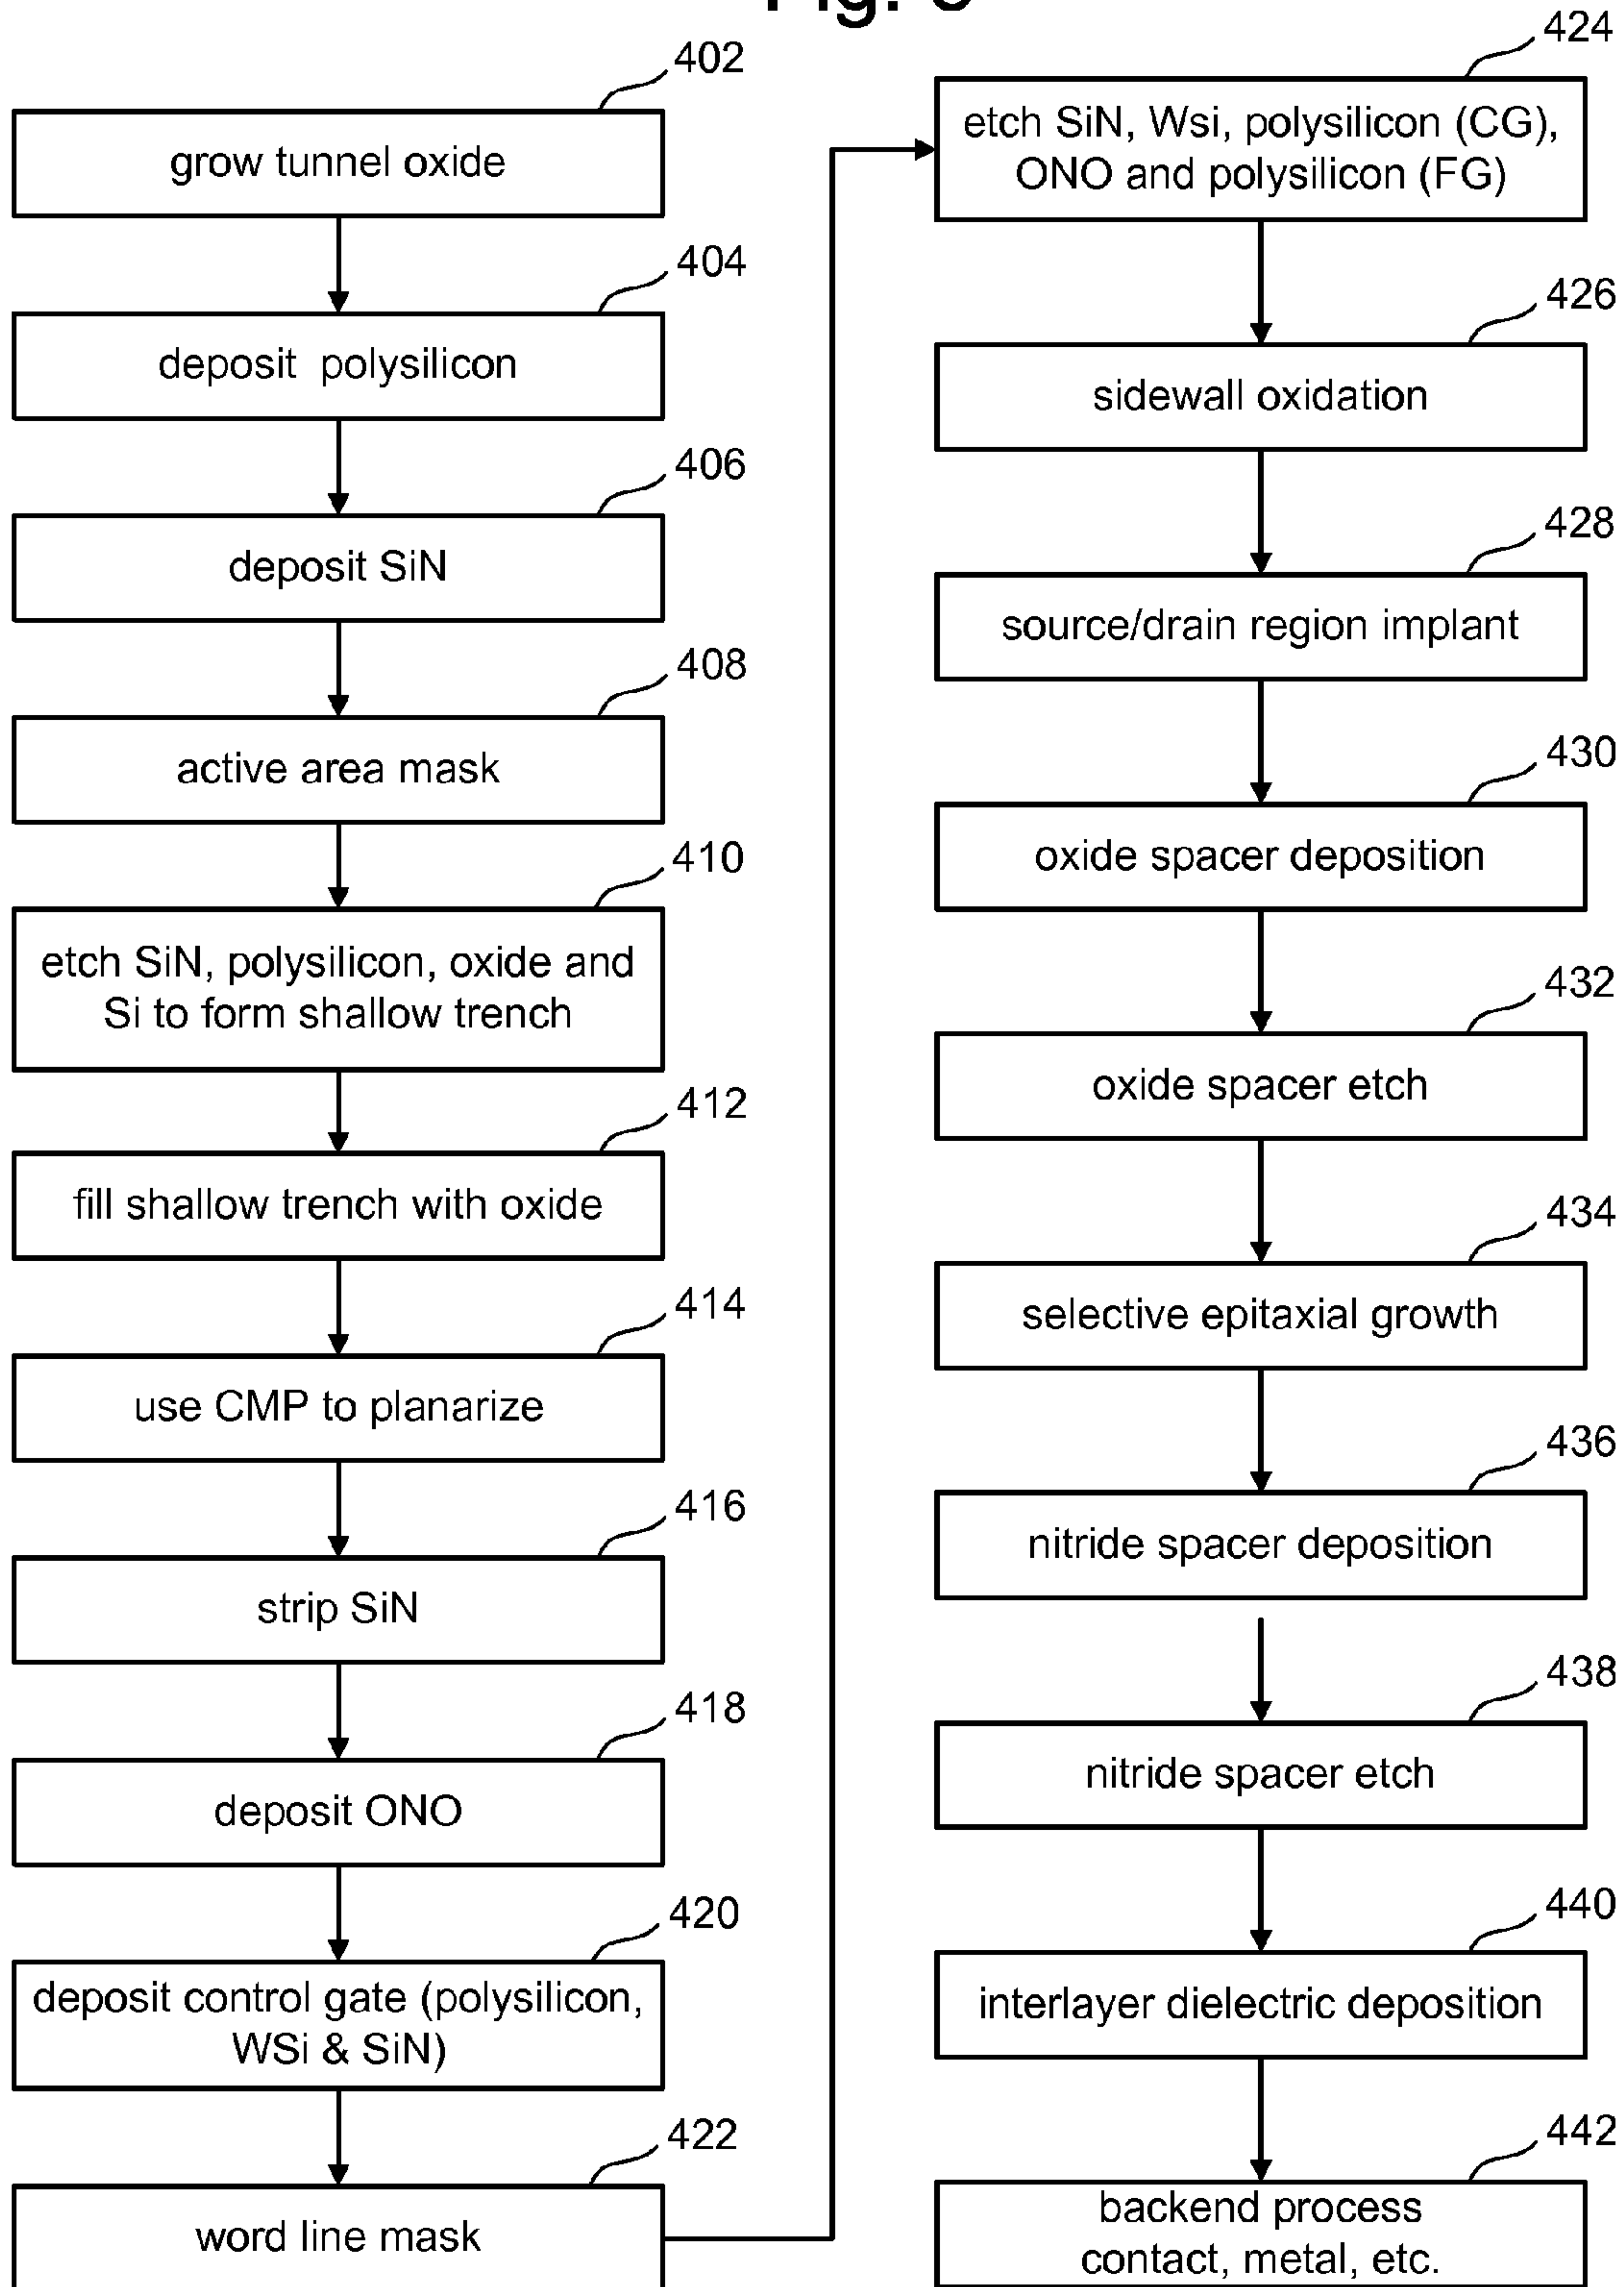 Fig.
402
grow tunnel oxide
404
deposit polysilicon
406
deposit SiN
408
active area mask
410
etch SiN, polysilicon, oxide and
Si to form shallow trench
412
fill shallow trench with oxide
414
use CMP to planarize
416
strip SiN
418
deposit ONO
420
deposit control gate (polysilicon,
WSi & SiN)
422
word line mask
424
etch SiN, Wsi, polysilicon (CG),
ONO and polysilicon (FG)
426
sidewall oxidation
428
source/drain region implant
430
oxide spacer deposition
432
oxide spacer etch
434
selective epitaxial growth
436
nitride spacer deposition
438
nitride spacer etch
440
interlayer dielectric deposition
442
backend process
contact, metal, etc.